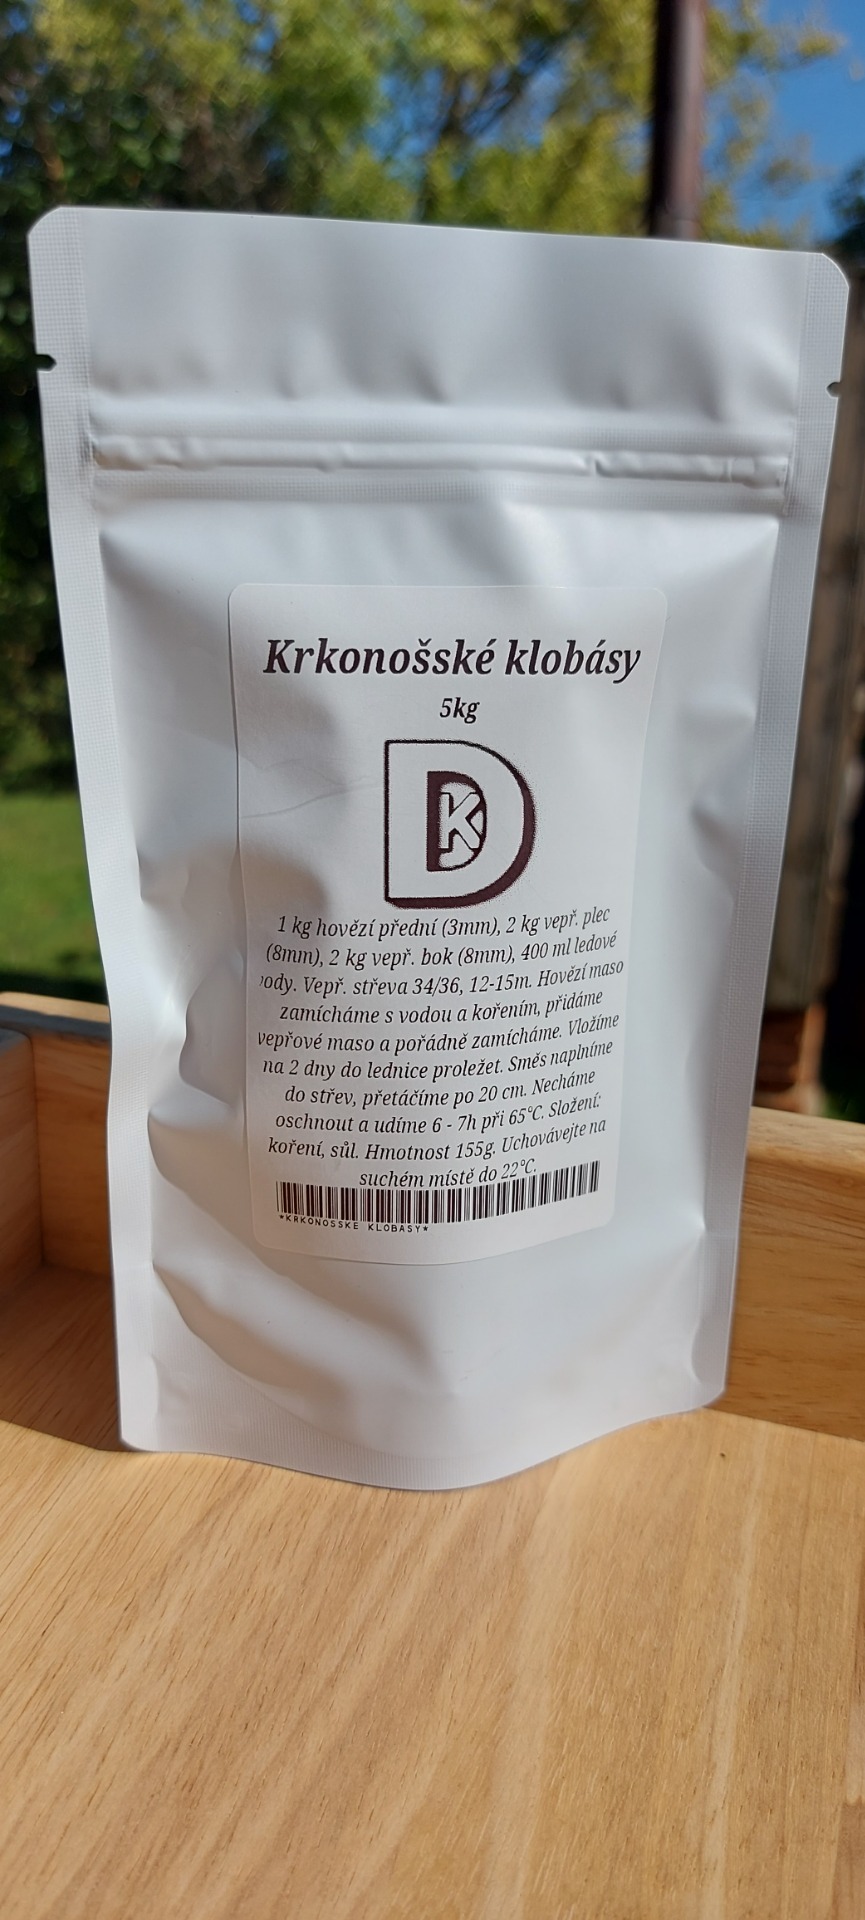 Krkonošské klobásy
5kg
DK
1 kg hovězí přední (3mm), 2 kg vepř. plec
(8mm), 2 kg vepř. bok (8mm), 400 ml ledové
vody. Vepř. střeva 34/36, 12-15m. Hovězí maso
zamícháme s vodou a kořením, přidáme
vepřové maso a pořádně zamícháme. Vložíme
na 2 dny do lednice proležet. Směs naplníme
do střev, přetáčíme po 20 cm. Necháme
oschnout a udíme 6 - 7h při 65°C. Složení:
koření, sůl. Hmotnost 155g. Uchovávejte na
suchém místě do 22°C.
*KRKONOSSKE KLOBASY*